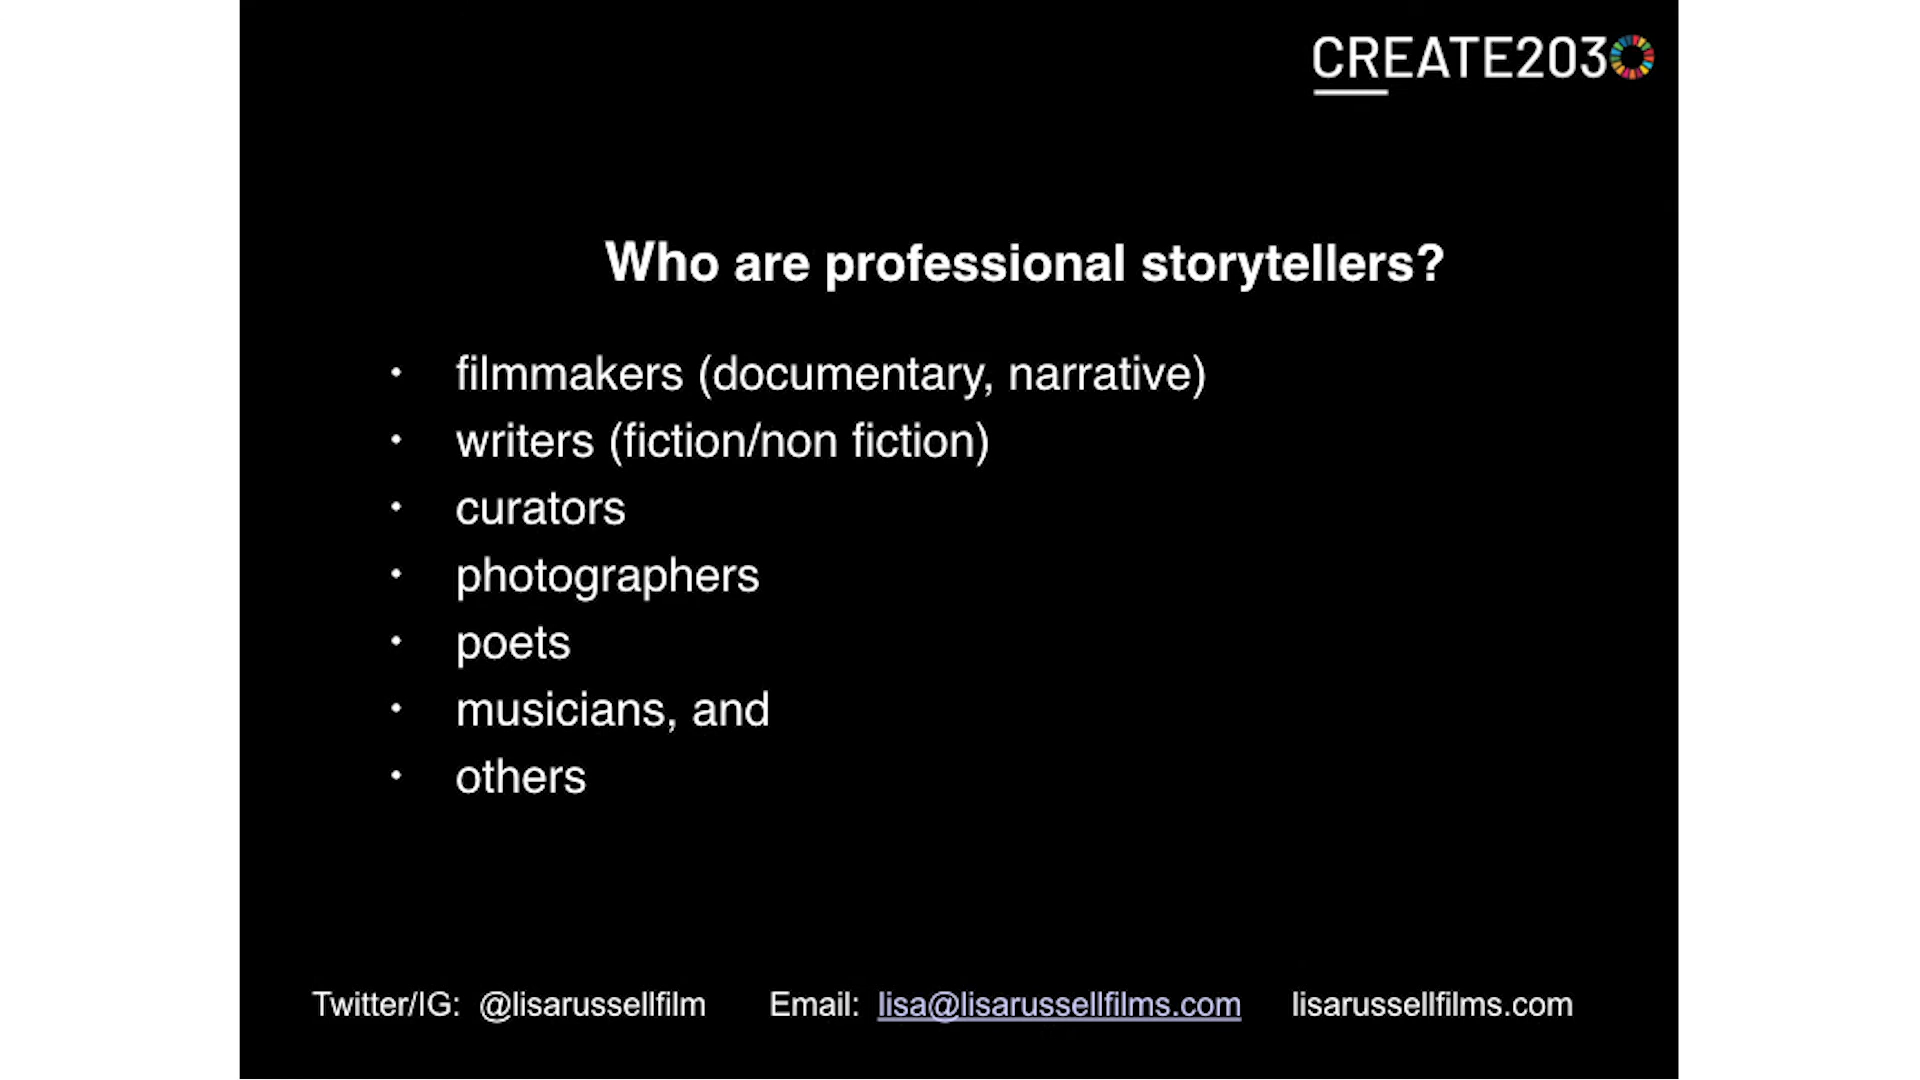 CREATE2030
Who are professional storytellers?
• filmmakers (documentary, narrative)
• writers (fiction/non fiction)
• curators
• photographers
• poets
• musicians, and
• others
Twitter/IG: @lisarussellfilm Email: lisa@lisarussellfilms.com lisarussellfilms.com